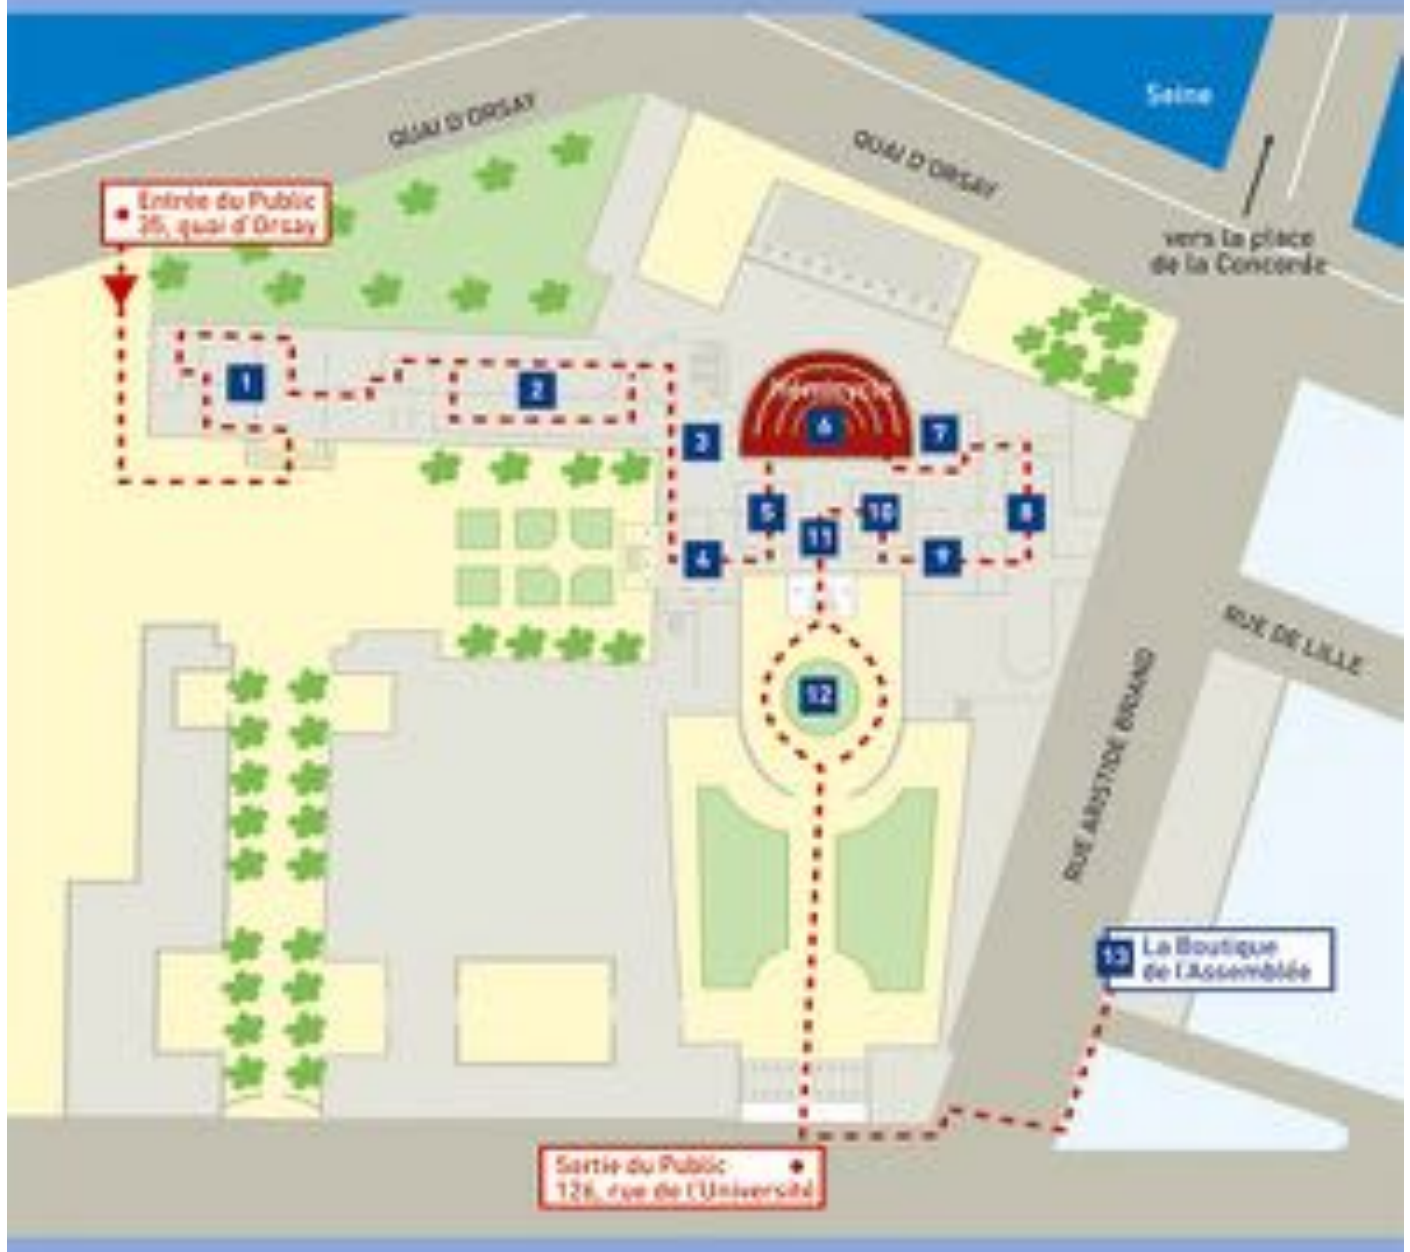 QUAI D'ORSAY
QUAI D'ORSAY
Seine
vers la place
de la Concorde
Entrée du Public
35, quai d'Orsay
1
2
3
4
5
Hémicycle
6
7
8
9
10
11
12
RUE DE LILLE
RUE ARISTIDE BRIAND
13
La Boutique
de l'Assemblée
Sortie du Public
126, rue de l'Université